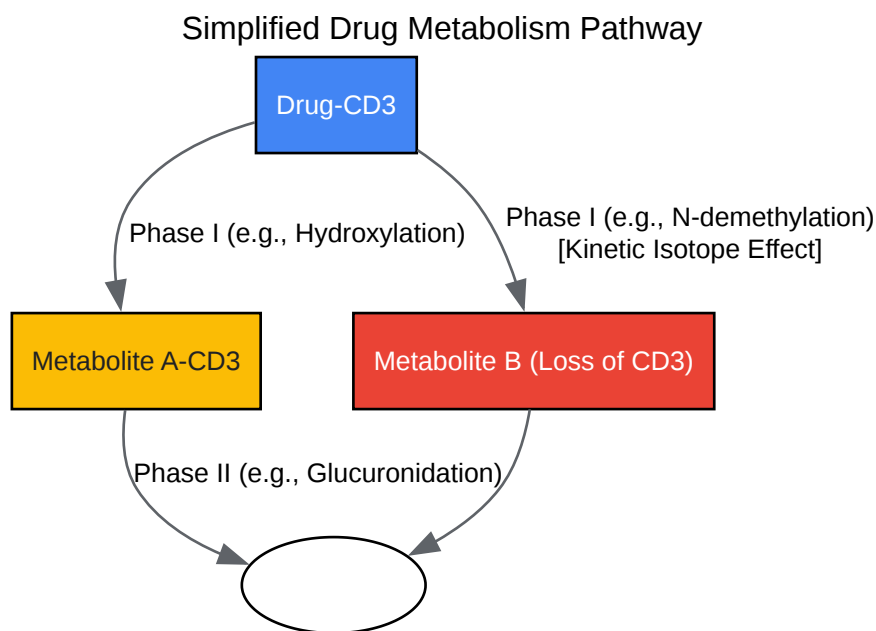 Simplified Drug Metabolism Pathway
Drug-CD3
Phase I (e.g., Hydroxylation)
Phase I (e.g., N-demethylation)
[Kinetic Isotope Effect]
Metabolite A-CD3
Metabolite B (Loss of CD3)
Phase II (e.g., Glucuronidation)